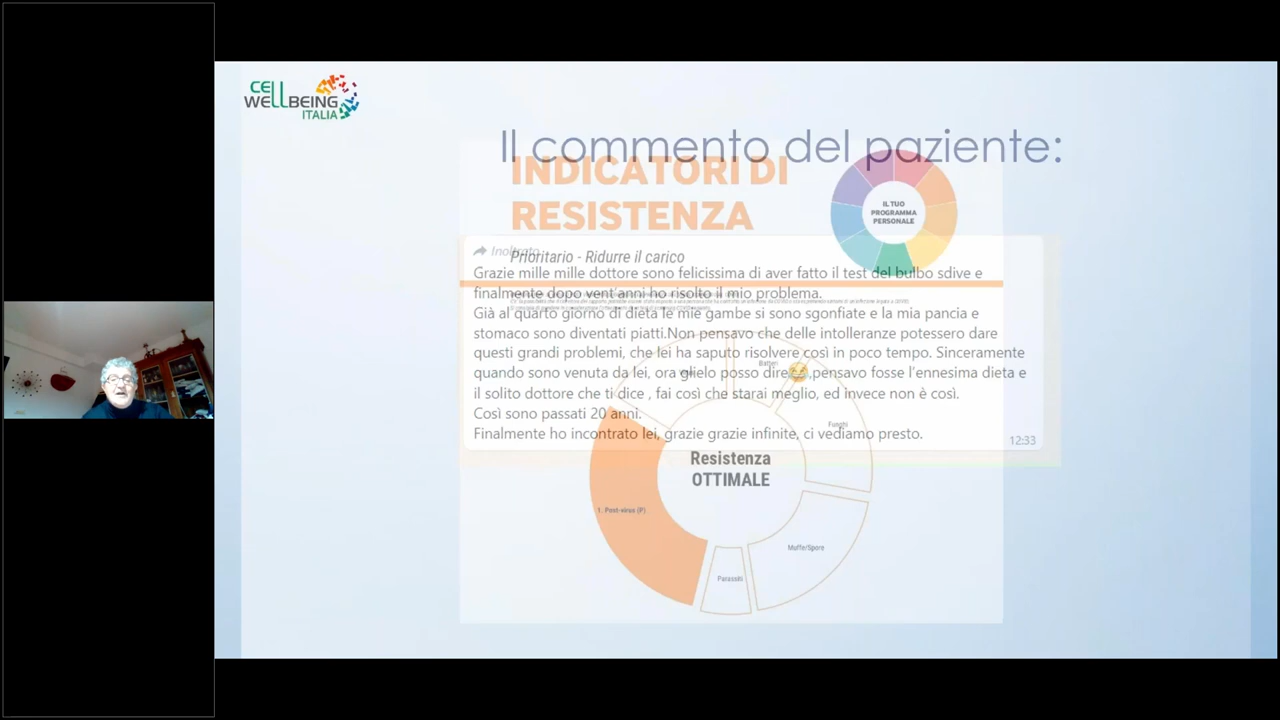 CELL
WELLBEING
ITALIA
Il commento del paziente:
INDICATORI DI
RESISTENZA
IL TUO
PROGRAMMA
PERSONALE
Prioritario - Ridurre il carico
Inoltrato
Grazie mille mille dottore sono felicissima di aver fatto il test del bulbo sdive e
finalmente dopo vent'anni ho risolto il mio problema.
Già al quarto giorno di dieta le mie gambe si sono sgonfiate e la mia pancia e
stomaco sono diventati piatti.Non pensavo che delle intolleranze potessero dare
questi grandi problemi, che lei ha saputo risolvere così in poco tempo. Sinceramente
quando sono venuta da lei, ora glielo posso dire😂,pensavo fosse l'ennesima dieta e
il solito dottore che ti dice , fai così che starai meglio, ed invece non è così.
Così sono passati 20 anni.
Finalmente ho incontrato lei, grazie grazie infinite, ci vediamo presto.
12:33
Batteri
Funghi
Resistenza
OTTIMALE
1. Post-virus (P)
Muffe/Spore
Parassiti